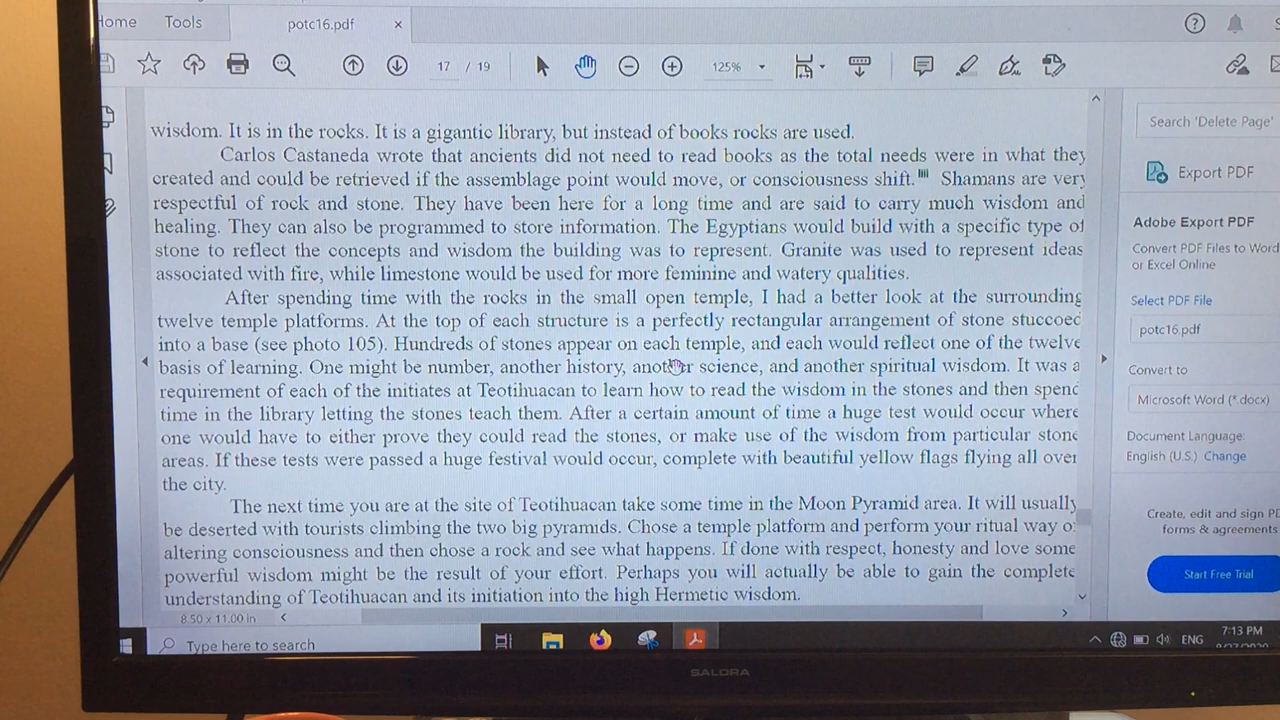 Home Tools potc16.pdf ×
17 / 19 125%
Search 'Delete Page'
Export PDF
Adobe Export PDF
Convert PDF Files to Word
or Excel Online
Select PDF File
potc16.pdf
Convert to
Microsoft Word (*.docx)
Document Language:
English (U.S.) Change
Create, edit and sign
forms & agreements
Start Free Trial
wisdom. It is in the rocks. It is a gigantic library, but instead of books rocks are used.
Carlos Castaneda wrote that ancients did not need to read books as the total needs were in what they
created and could be retrieved if the assemblage point would move, or consciousness shift. Shamans are very
respectful of rock and stone. They have been here for a long time and are said to carry much wisdom and
healing. They can also be programmed to store information. The Egyptians would build with a specific type of
stone to reflect the concepts and wisdom the building was to represent. Granite was used to represent ideas
associated with fire, while limestone would be used for more feminine and watery qualities.
After spending time with the rocks in the small open temple, I had a better look at the surrounding
twelve temple platforms. At the top of each structure is a perfectly rectangular arrangement of stone stuccoed
into a base (see photo 105). Hundreds of stones appear on each temple, and each would reflect one of the twelve
basis of learning. One might be number, another history, another science, and another spiritual wisdom. It was a
requirement of each of the initiates at Teotihuacan to learn how to read the wisdom in the stones and then spend
time in the library letting the stones teach them. After a certain amount of time a huge test would occur where
one would have to either prove they could read the stones, or make use of the wisdom from particular stone
areas. If these tests were passed a huge festival would occur, complete with beautiful yellow flags flying all over
the city.
The next time you are at the site of Teotihuacan take some time in the Moon Pyramid area. It will usually
be deserted with tourists climbing the two big pyramids. Chose a temple platform and perform your ritual way of
altering consciousness and then chose a rock and see what happens. If done with respect, honesty and love some
powerful wisdom might be the result of your effort. Perhaps you will actually be able to gain the complete
understanding of Teotihuacan and its initiation into the high Hermetic wisdom.
8.50 x 11.00 in
Type here to search
ENG
7:13 PM
SALORA